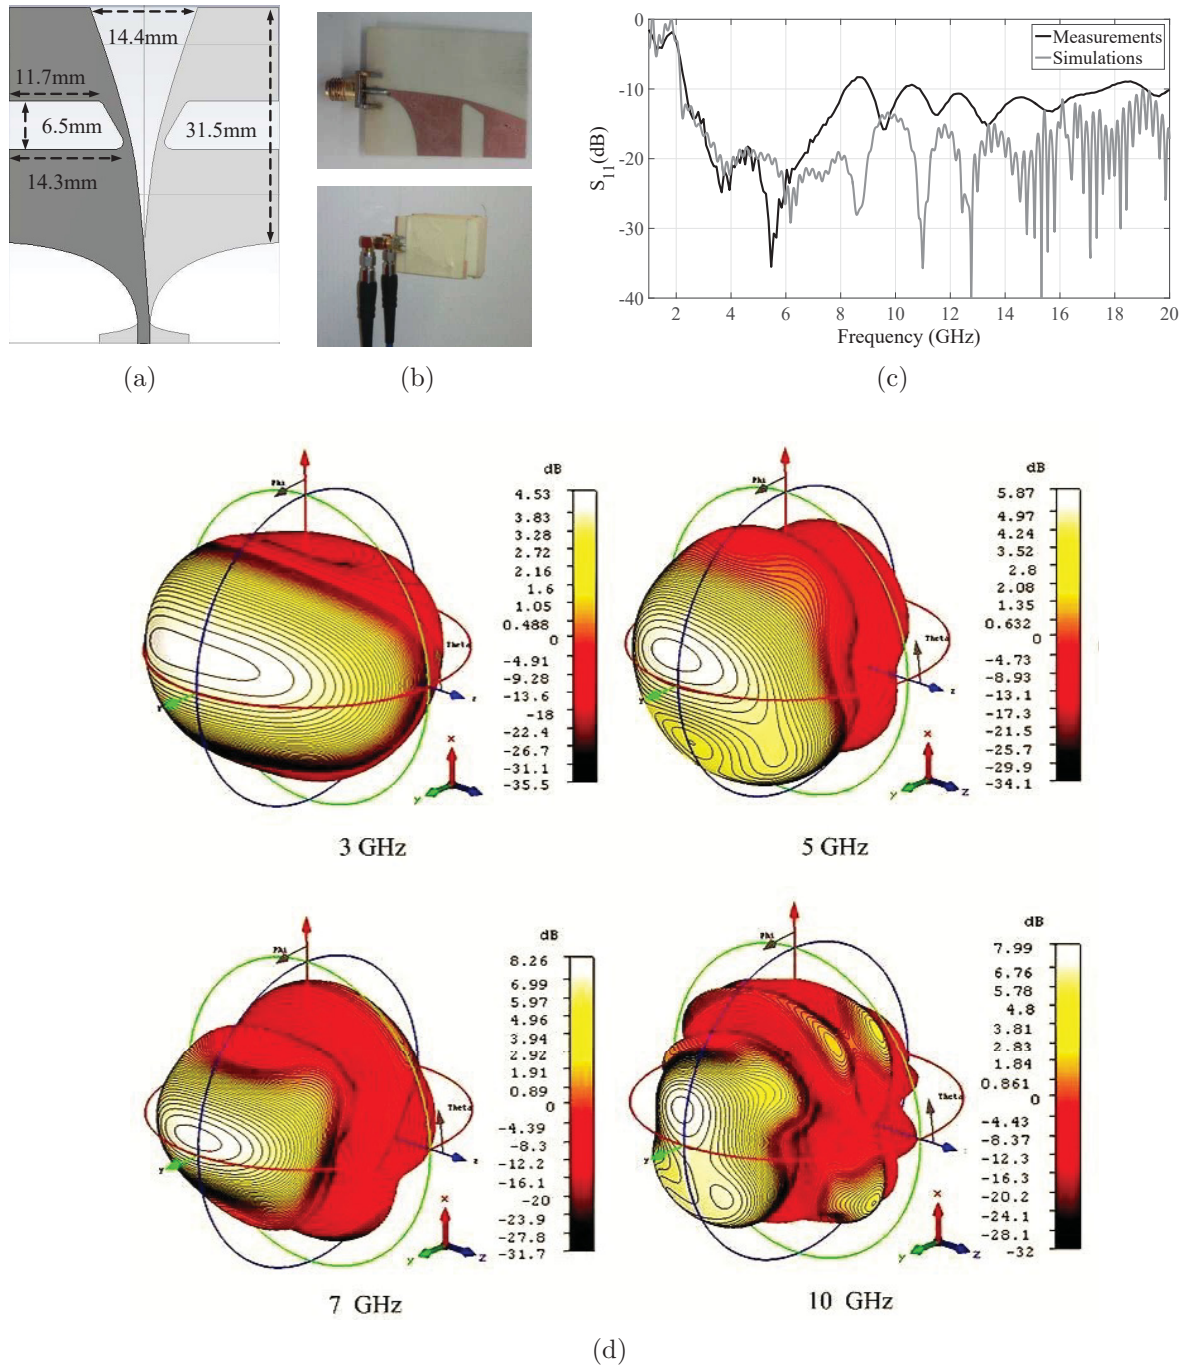 14.4mm
11.7mm
6.5mm
31.5mm
14.3mm
(a)
(b)
0
-10
-20
-30
-40
S11(dB)
Measurements
Simulations
2 4 6 8 10 12 14 16 18 20
Frequency (GHz)
(c)
dB
4.53
3.83
3.28
2.72
2.16
1.6
1.05
0.488
0
-4.91
-9.28
-13.6
-18
-22.4
-26.7
-31.1
-35.5
Phi
Theta
Y
z
x
y
z
3 GHz
dB
5.87
4.97
4.24
3.52
2.8
2.08
1.35
0.632
0
-4.73
-8.93
-13.1
-17.3
-21.5
-25.7
-29.9
-34.1
Phi
Theta
Y
z
x
y
z
5 GHz
dB
8.26
6.99
5.97
4.96
3.94
2.92
1.91
0.89
0
-4.39
-8.3
-12.2
-16.1
-20
-23.9
-27.8
-31.7
Phi
Theta
y
z
x
y
z
7 GHz
dB
7.99
6.76
5.78
4.8
3.81
2.83
1.84
0.861
0
-4.43
-8.37
-12.3
-16.3
-20.2
-24.1
-28.1
-32
Phi
Theta
y
x
y
z
10 GHz
(d)